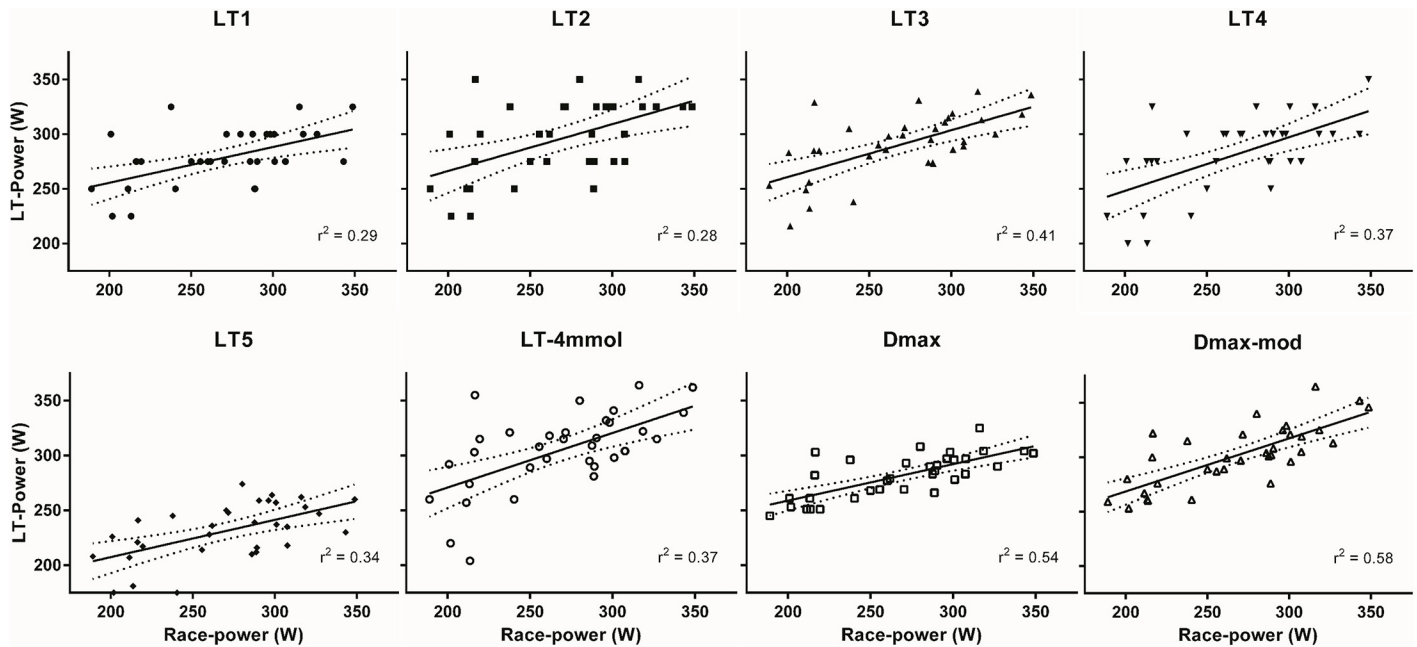 LT1 LT2 LT3 LT4
LT-Power (W)
350
300
250
200
r² = 0.29
r² = 0.28
r² = 0.41
r² = 0.37
200 250 300 350 200 250 300 350 200 250 300 350 200 250 300 350
LT5 LT-4mmol Dmax Dmax-mod
LT-Power (W)
350
300
250
200
r² = 0.34
r² = 0.37
r² = 0.54
r² = 0.58
200 250 300 350 200 250 300 350 200 250 300 350 200 250 300 350
Race-power (W) Race-power (W) Race-power (W) Race-power (W)